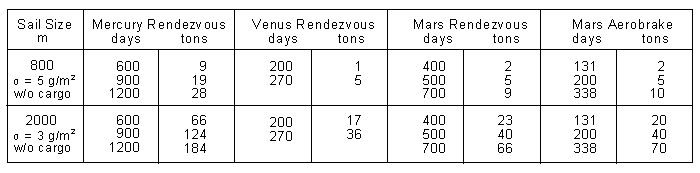 Sail Size Mercury Rendezvous Venus Rendezvous Mars Rendezvous Mars Aerobrake
m days tons days tons days tons days tons
800 600 9 200 1 400 2 131 2
σ = 5 g/m² 900 19 270 5 500 5 200 5
w/o cargo 1200 28 700 9 338 10
2000 600 66 200 17 400 23 131 20
σ = 3 g/m² 900 124 270 36 500 40 200 40
w/o cargo 1200 184 700 66 338 70